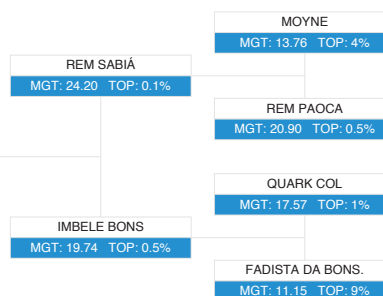 MOYNE
MGT: 13.76 TOP: 4%
REM SABIÁ
MGT: 24.20 TOP: 0.1%
REM PAOCA
MGT: 20.90 TOP: 0.5%
QUARK COL
MGT: 17.57 TOP: 1%
IMBELE BONS
MGT: 19.74 TOP: 0.5%
FADISTA DA BONS.
MGT: 11.15 TOP: 9%